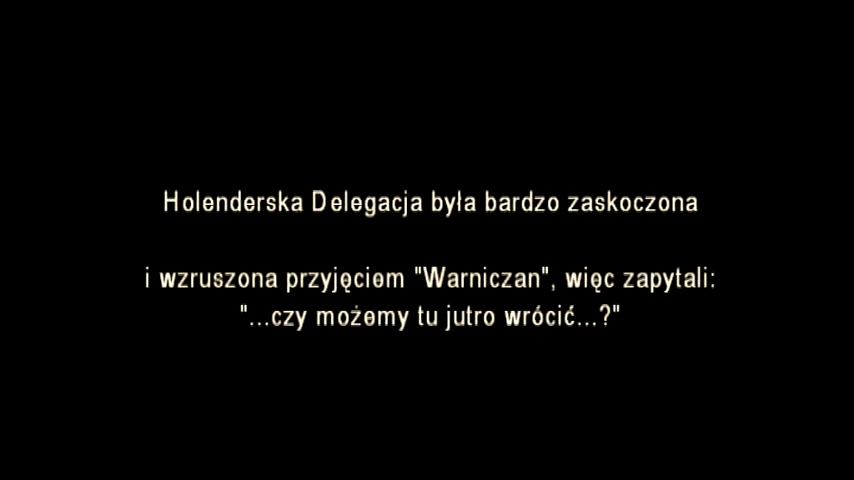 Holenderska Delegacja była bardzo zaskoczona
i wzruszona przyjęciem "Warniczan", więc zapytali:
"...czy możemy tu jutro wrócić...?"